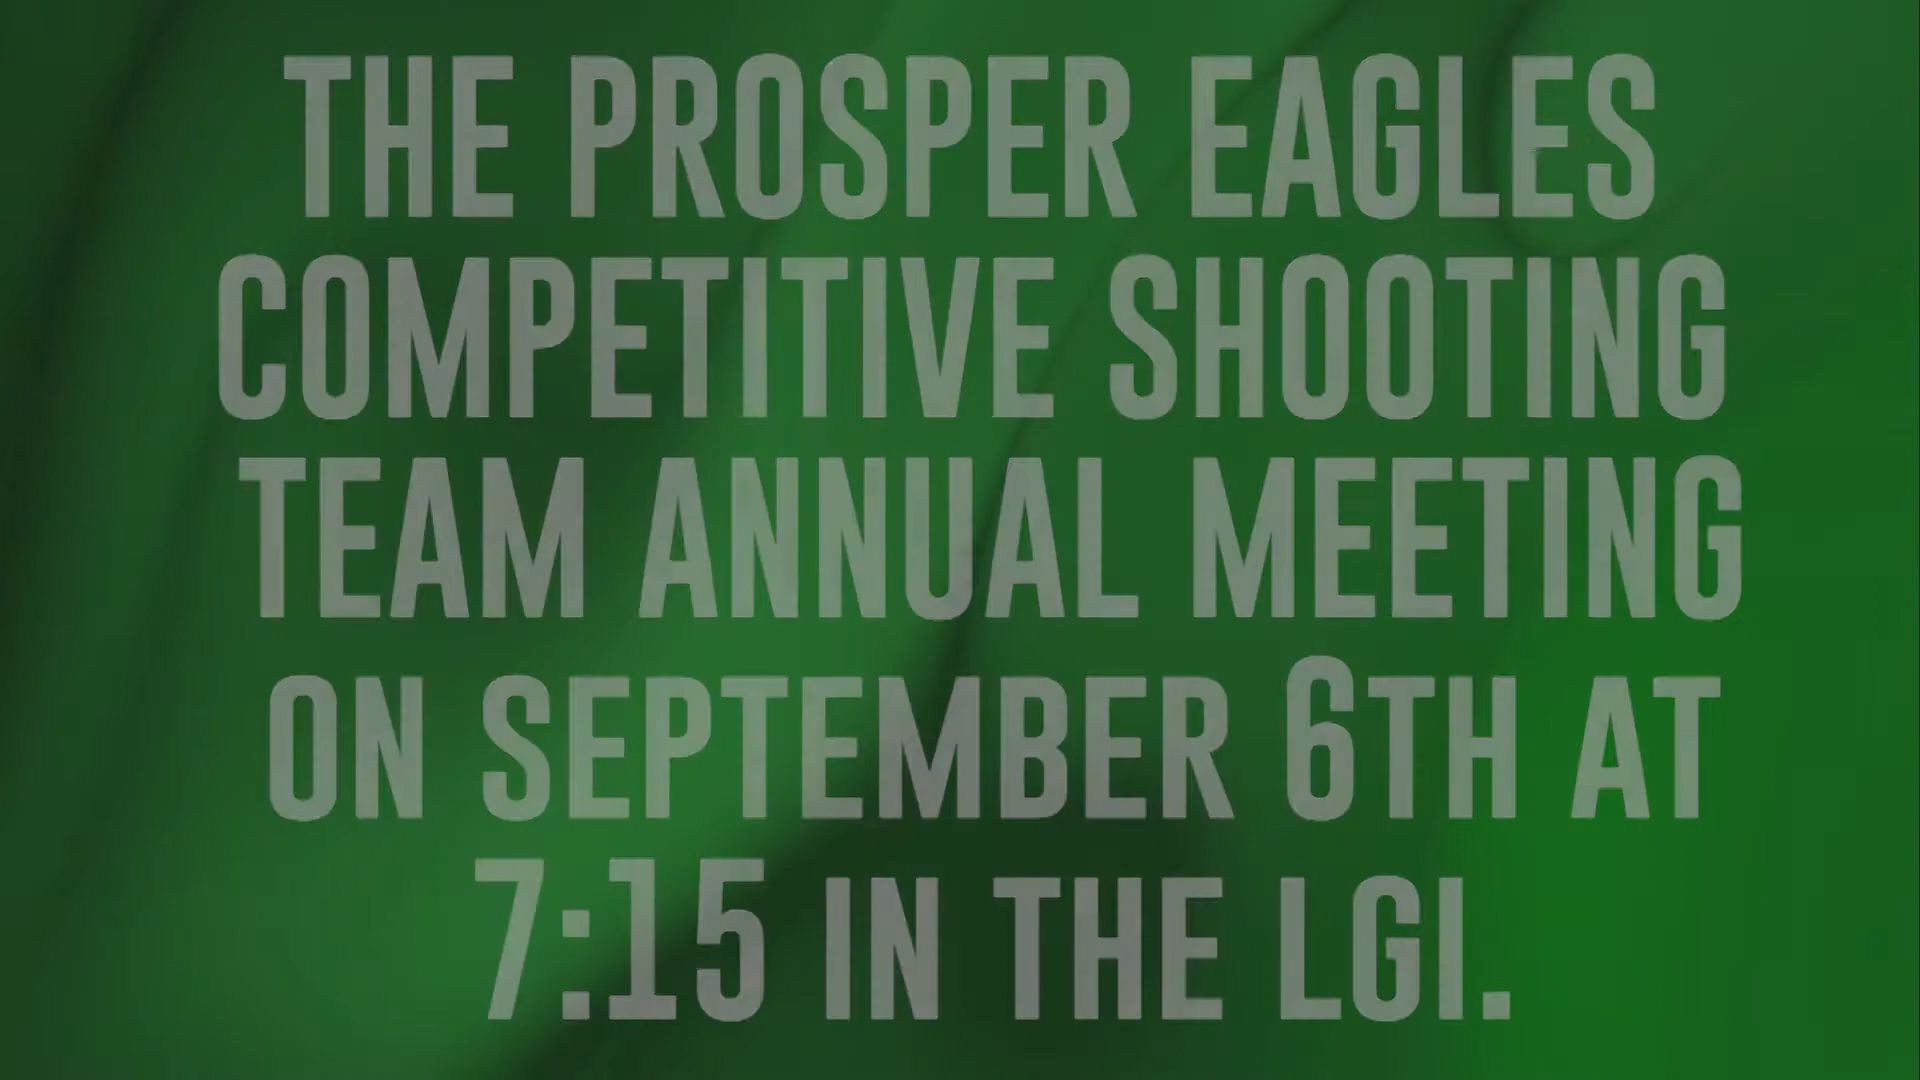 THE PROSPER EAGLES
COMPETITIVE SHOOTING
TEAM ANNUAL MEETING
ON SEPTEMBER 6TH AT
7:15 IN THE LGI.